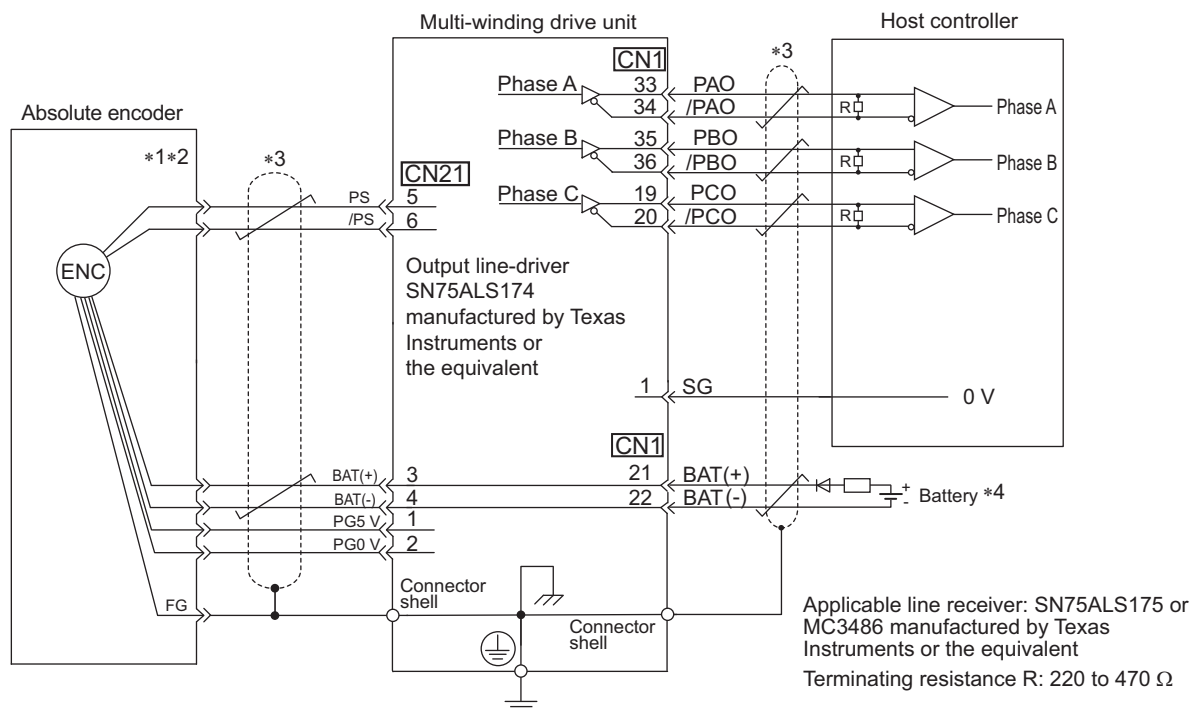 Multi-winding drive unit
Host controller
Absolute encoder
*1*2
*3
ENC
PS
/PS
CN21
5
6
Output line-driver
SN75ALS174
manufactured by Texas
Instruments or
the equivalent
CN1
*3
Phase A 33 PAO R Phase A
34 /PAO
Phase B 35 PBO R Phase B
36 /PBO
Phase C 19 PCO R Phase C
20 /PCO
1 SG 0 V
CN1
BAT(+) 3 21 BAT(+)
BAT(-) 4 22 BAT(-)
+
-
Battery *4
PG5 V 1
PG0 V 2
FG
Connector
shell
Connector
shell
Applicable line receiver: SN75ALS175 or
MC3486 manufactured by Texas
Instruments or the equivalent
Terminating resistance R: 220 to 470 Ω